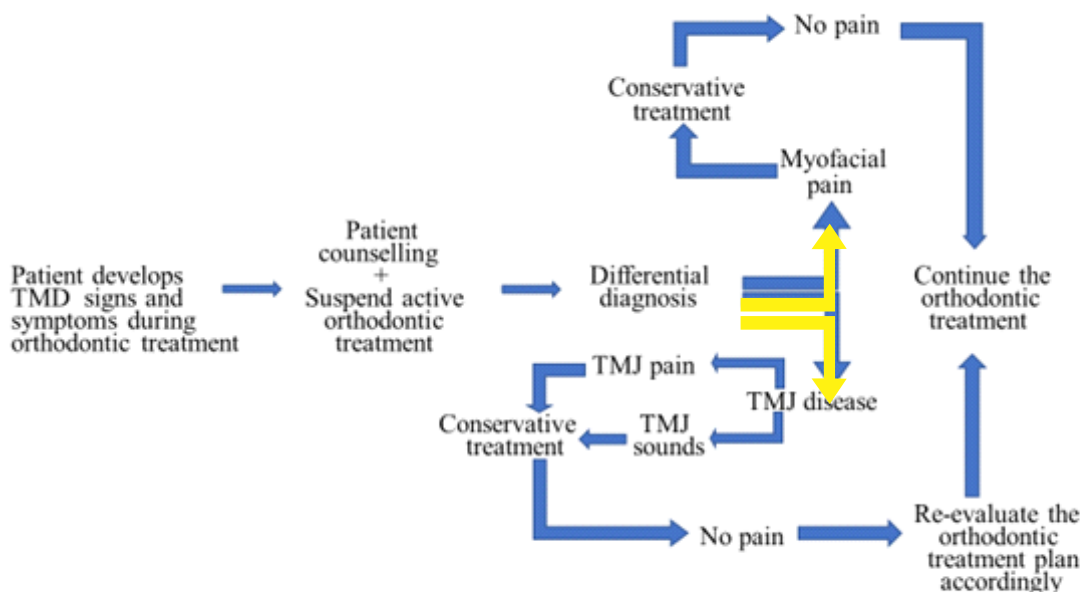 Patient develops
TMD signs and
symptoms during
orthodontic treatment
Patient
counselling
+
Suspend active
orthodontic
treatment
Differential
diagnosis
Myofacial
pain
Conservative
treatment
No pain
Continue the
orthodontic
treatment
TMJ disease
TMJ pain
TMJ
sounds
Conservative
treatment
No pain
Re-evaluate the
orthodontic
treatment plan
accordingly